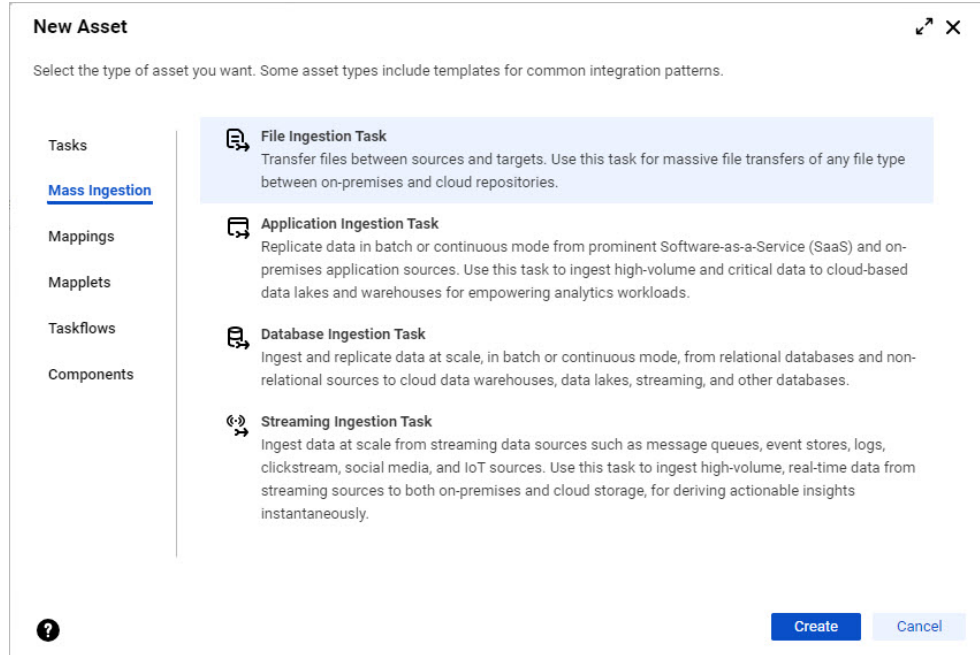 New Asset
Select the type of asset you want. Some asset types include templates for common integration patterns.
Tasks
Mass Ingestion
Mappings
Mapplets
Taskflows
Components
File Ingestion Task
Transfer files between sources and targets. Use this task for massive file transfers of any file type
between on-premises and cloud repositories.
Application Ingestion Task
Replicate data in batch or continuous mode from prominent Software-as-a-Service (SaaS) and on-
premises application sources. Use this task to ingest high-volume and critical data to cloud-based
data lakes and warehouses for empowering analytics workloads.
Database Ingestion Task
Ingest and replicate data at scale, in batch or continuous mode, from relational databases and non-
relational sources to cloud data warehouses, data lakes, streaming, and other databases.
Streaming Ingestion Task
Ingest data at scale from streaming data sources such as message queues, event stores, logs,
clickstream, social media, and IoT sources. Use this task to ingest high-volume, real-time data from
streaming sources to both on-premises and cloud storage, for deriving actionable insights
instantaneously.
?
Create
Cancel